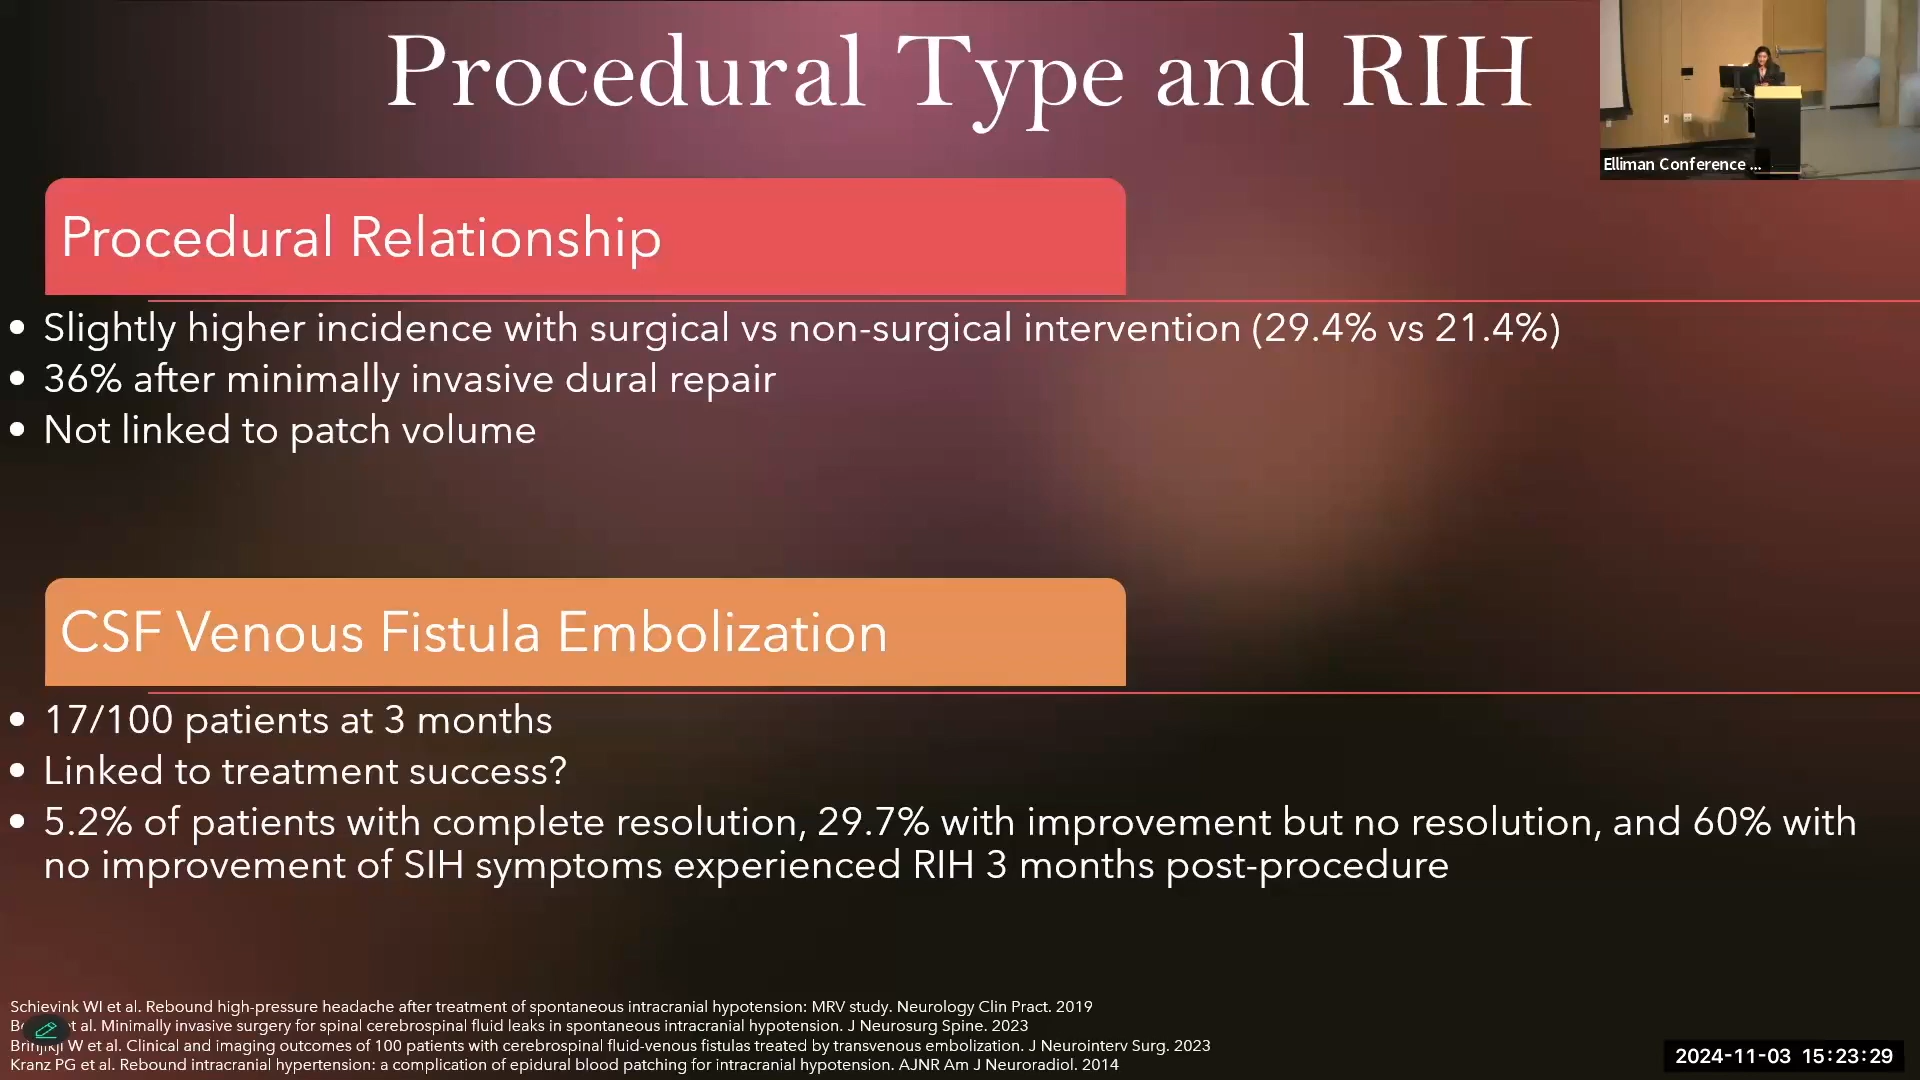 Procedural Type and RIH
Elliman Conference ...
Procedural Relationship
• Slightly higher incidence with surgical vs non-surgical intervention (29.4% vs 21.4%)
• 36% after minimally invasive dural repair
• Not linked to patch volume
CSF Venous Fistula Embolization
• 17/100 patients at 3 months
• Linked to treatment success?
• 5.2% of patients with complete resolution, 29.7% with improvement but no resolution, and 60% with
no improvement of SIH symptoms experienced RIH 3 months post-procedure
Schievink WI et al. Rebound high-pressure headache after treatment of spontaneous intracranial hypotension: MRV study. Neurology Clin Pract. 2019
et al. Minimally invasive surgery for spinal cerebrospinal fluid leaks in spontaneous intracranial hypotension. J Neurosurg Spine. 2023
Brinjikji W et al. Clinical and imaging outcomes of 100 patients with cerebrospinal fluid-venous fistulas treated by transvenous embolization. J Neurointerv Surg. 2023
Kranz PG et al. Rebound intracranial hypertension: a complication of epidural blood patching for intracranial hypotension. AJNR Am J Neuroradiol. 2014
2024-11-03 15:23:29